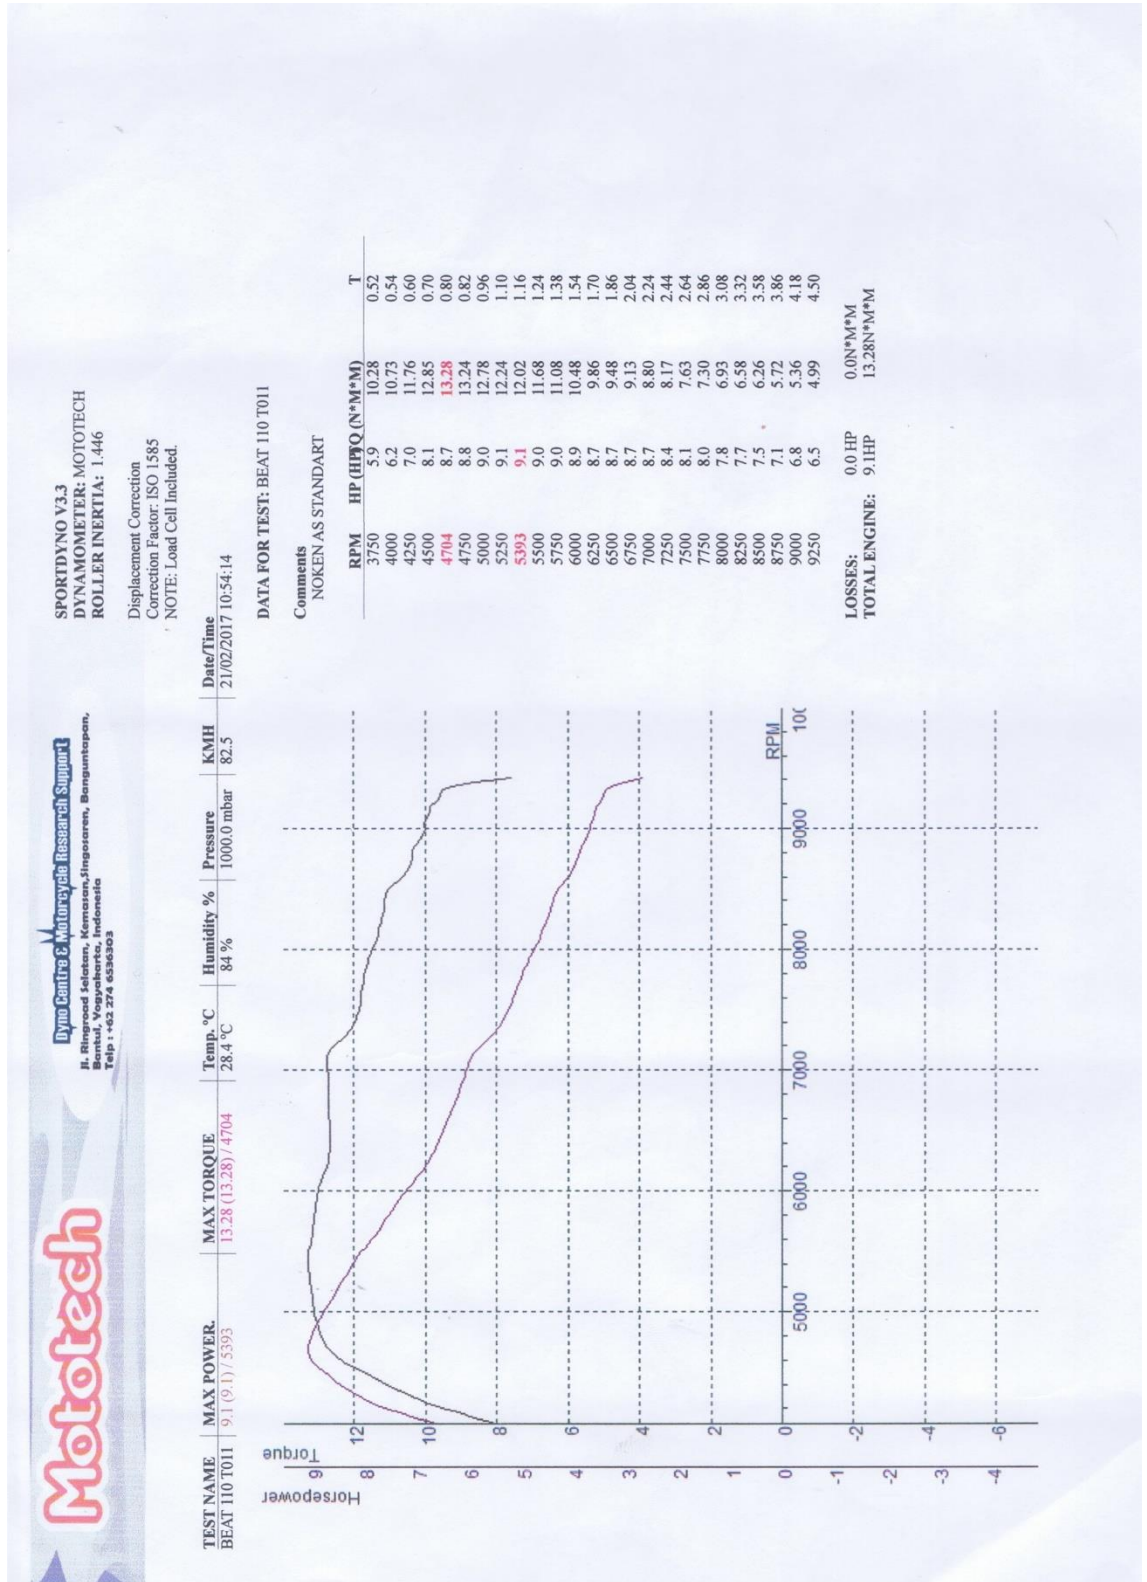 Mototech
Dyno Centre & Motorcycle Research Support
Jl. Ringroad Selatan, Kemasan,Singosaren, Banguntapan,
Bantul, Yogyakarta, Indonesia
Telp : +62 274 6536303
SPORTDYNO V3.3
DYNAMOMETER: MOTOTECH
ROLLER INERTIA: 1.446
Displacement Correction
Correction Factor: ISO 1585
NOTE: Load Cell Included.
TEST NAME MAX POWER. MAX TORQUE Temp. °C Humidity % Pressure KMH Date/Time
BEAT 110 T011 9.1 (9.1) / 5393 13.28 (13.28) / 4704 28.4 °C 84 % 1000.0 mbar 82.5 21/02/2017 10:54:14
Horsepower
9
8
7
6
5
4
3
2
1
0
-1
-2
-3
-4
Torque
12
10
8
6
4
2
0
-2
-4
-6
RPM
5000 6000 7000 8000 9000 100
DATA FOR TEST: BEAT 110 T011
Comments
NOKEN AS STANDART
RPM HP (HP) TQ (N*M*M) T
3750 5.9 10.28 0.52
4000 6.2 10.73 0.54
4250 7.0 11.76 0.60
4500 8.1 12.85 0.70
4704 8.7 13.28 0.80
4750 8.8 13.24 0.82
5000 9.0 12.78 0.96
5250 9.1 12.24 1.10
5393 9.1 12.02 1.16
5500 9.0 11.68 1.24
5750 9.0 11.08 1.38
6000 8.9 10.48 1.54
6250 8.7 9.86 1.70
6500 8.7 9.48 1.86
6750 8.7 9.13 2.04
7000 8.7 8.80 2.24
7250 8.4 8.17 2.44
7500 8.1 7.63 2.64
7750 8.0 7.30 2.86
8000 7.8 6.93 3.08
8250 7.7 6.58 3.32
8500 7.5 6.26 3.58
8750 7.1 5.72 3.86
9000 6.8 5.36 4.18
9250 6.5 4.99 4.50
LOSSES: 0.0 HP 0.0N*M*M
TOTAL ENGINE: 9.1HP 13.28N*M*M